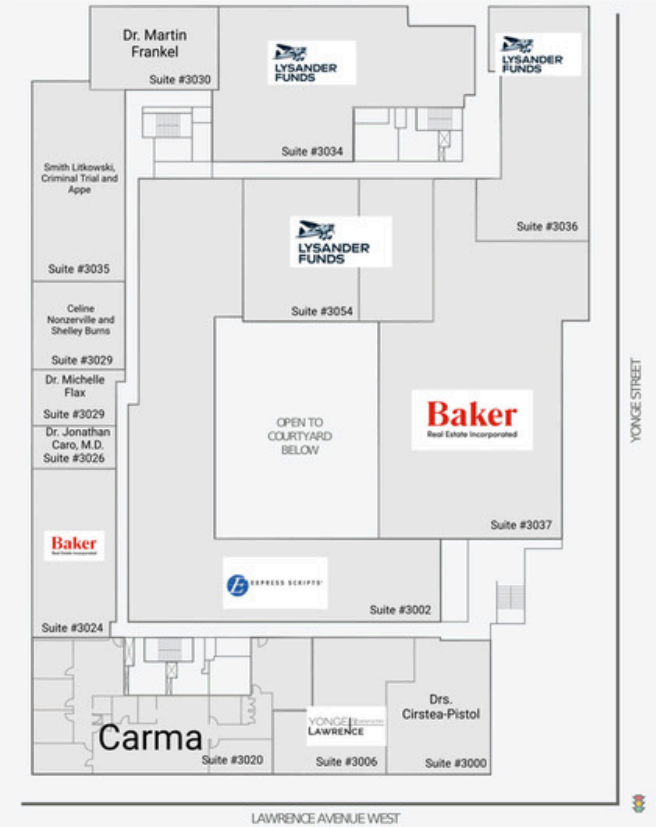 Dr. Martin
Frankel
Suite #3030
LYSANDER
FUNDS
Suite #3034
LYSANDER
FUNDS
Suite #3036
Smith Litkowski,
Criminal Trial and
Appe
Suite #3035
LYSANDER
FUNDS
Suite #3054
Celine
Nonzerville and
Shelley Burns
Suite #3029
Dr. Michelle
Flax
Suite #3029
Dr. Jonathan
Caro, M.D.
Suite #3026
OPEN TO
COURTYARD
BELOW
Baker
Real Estate Incorporated
Suite #3037
YONGE STREET
Baker
Real Estate Incorporated
Suite #3024
EXPRESS SCRIPTS®
Suite #3002
Carma
Suite #3020
YONGE
LAWRENCE
Suite #3006
Drs.
Cirstea-Pistol
Suite #3000
LAWRENCE AVENUE WEST